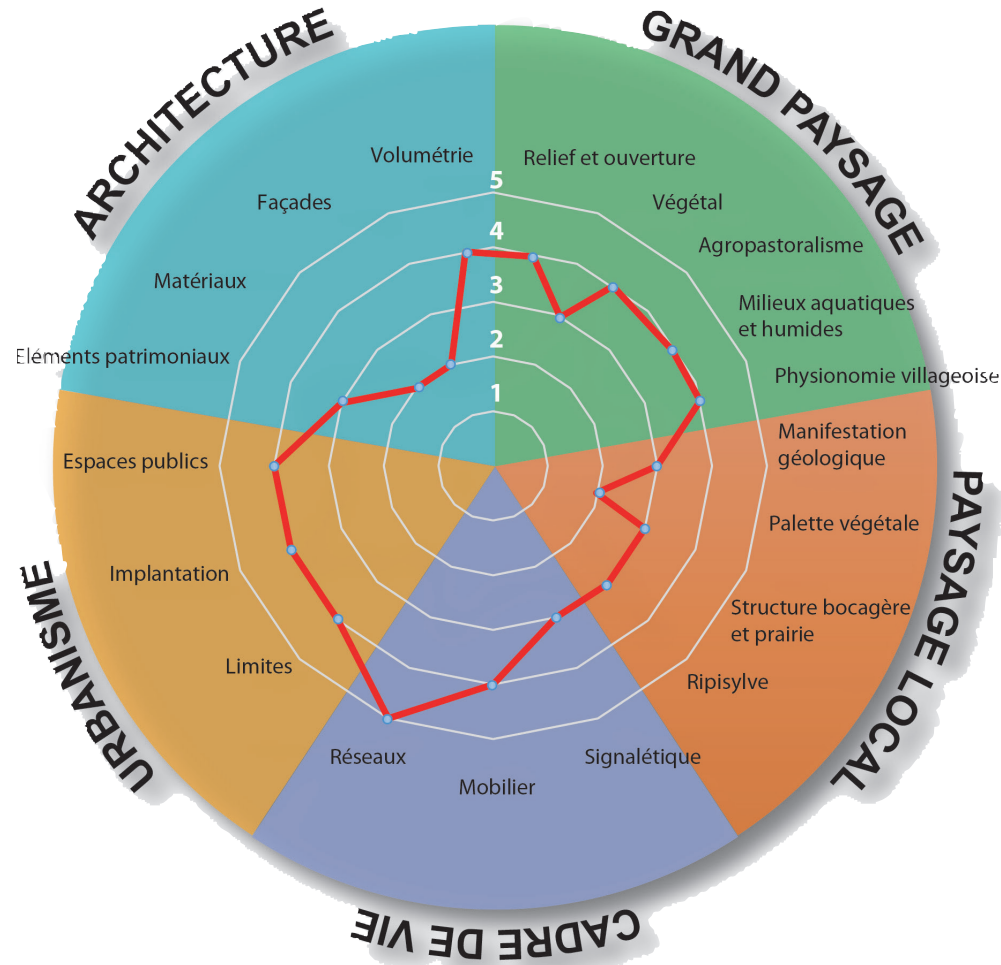 ARCHITECTURE
GRAND PAYSAGE
Volumétrie
Relief et ouverture
Façades
Végétal
Agropastoralisme
Matériaux
Milieux aquatiques
et humides
Eléments patrimoniaux
Physionomie villageoise
5
4
3
2
1
Espaces publics
Manifestation
géologique
Palette végétale
Implantation
Structure bocagère
et prairie
Limites
Ripisylve
Réseaux
Signalétique
Mobilier
URBANISME
PAYSAGE LOCAL
CADRE DE VIE